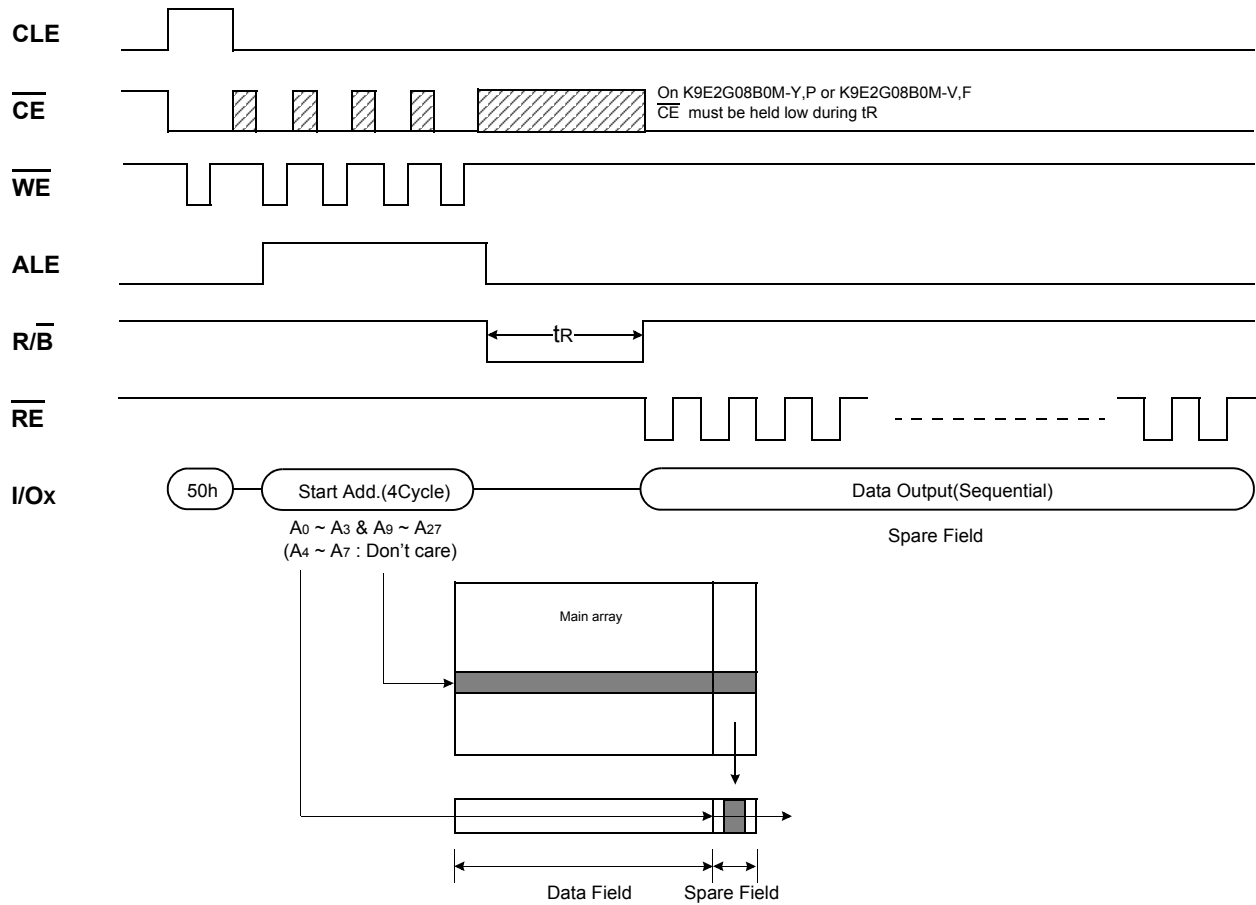 CLE
CE
On K9E2G08B0M-Y,P or K9E2G08B0M-V,F
CE must be held low during tR
WE
ALE
R/B
tR
RE
I/Ox
50h
Start Add.(4Cycle)
Data Output(Sequential)
A0 ~ A3 & A9 ~ A27
(A4 ~ A7 : Don't care)
Spare Field
Main array
Data Field
Spare Field